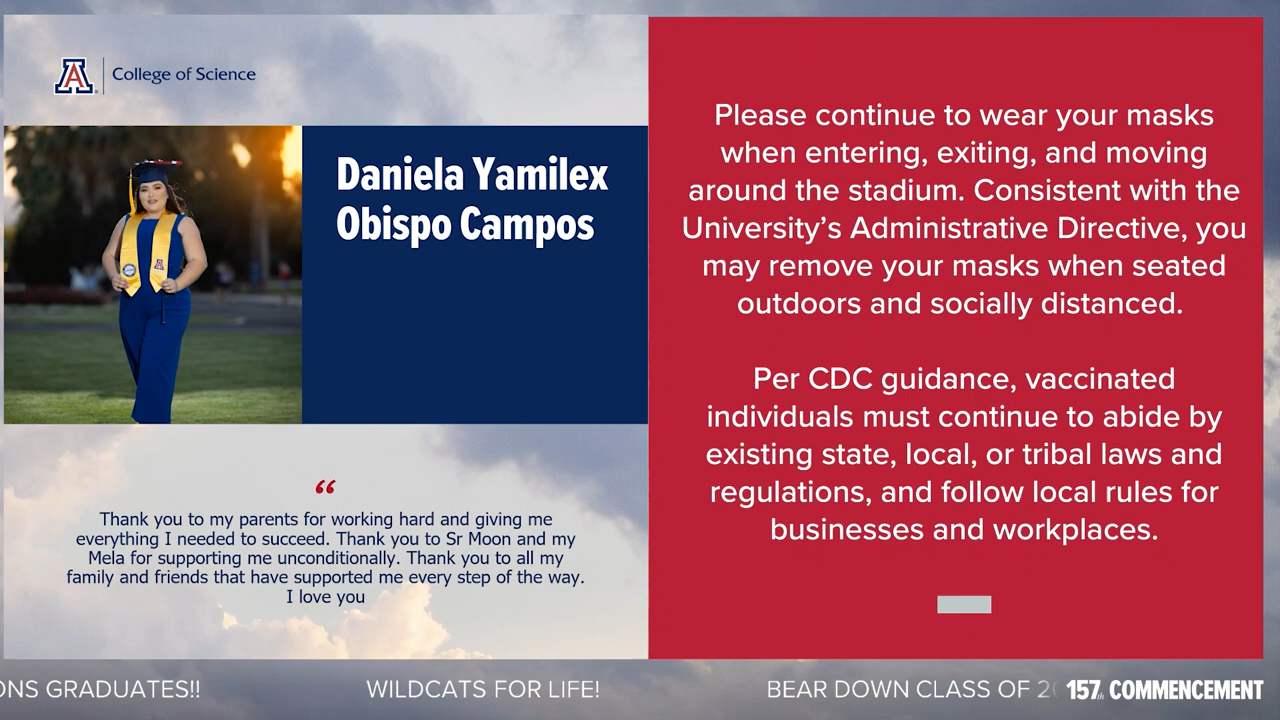 A
College of Science
Daniela Yamilex
Obispo Campos
“
Thank you to my parents for working hard and giving me
everything I needed to succeed. Thank you to Sr Moon and my
Mela for supporting me unconditionally. Thank you to all my
family and friends that have supported me every step of the way.
I love you
Please continue to wear your masks
when entering, exiting, and moving
around the stadium. Consistent with the
University’s Administrative Directive, you
may remove your masks when seated
outdoors and socially distanced.
Per CDC guidance, vaccinated
individuals must continue to abide by
existing state, local, or tribal laws and
regulations, and follow local rules for
businesses and workplaces.
ONS GRADUATES!!
WILDCATS FOR LIFE!
BEAR DOWN CLASS OF
157th COMMENCEMENT